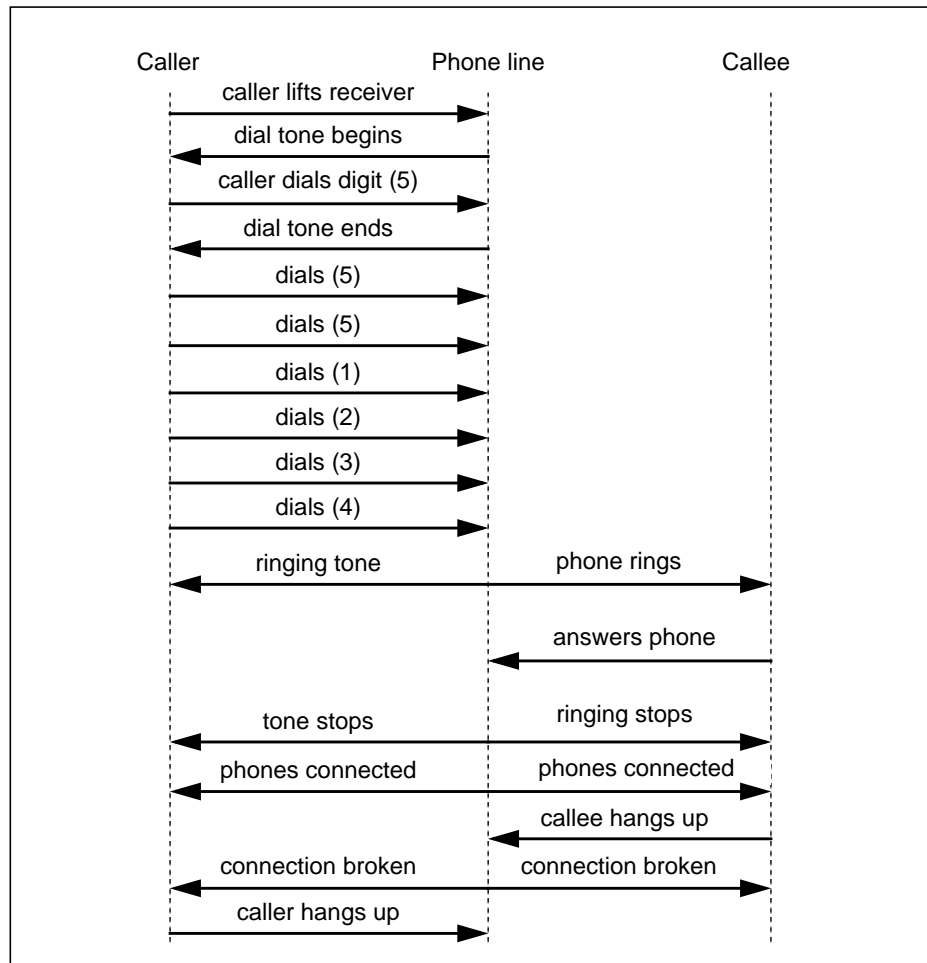 Caller Phone line Callee
caller lifts receiver
dial tone begins
caller dials digit (5)
dial tone ends
dials (5)
dials (5)
dials (1)
dials (2)
dials (3)
dials (4)
ringing tone phone rings
answers phone
tone stops ringing stops
phones connected phones connected
callee hangs up
connection broken connection broken
caller hangs up